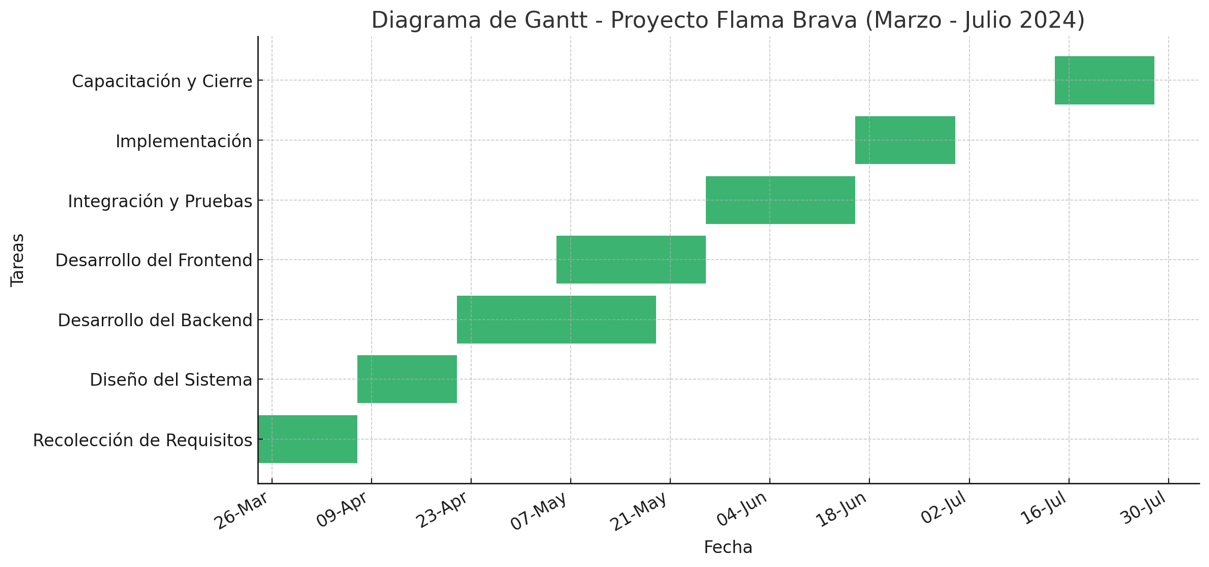 Diagrama de Gantt - Proyecto Flama Brava (Marzo - Julio 2024)
Capacitación y Cierre
Implementación
Integración y Pruebas
Desarrollo del Frontend
Desarrollo del Backend
Diseño del Sistema
Recolección de Requisitos
Tareas
26-Mar
09-Apr
23-Apr
07-May
21-May
04-Jun
18-Jun
02-Jul
16-Jul
30-Jul
Fecha